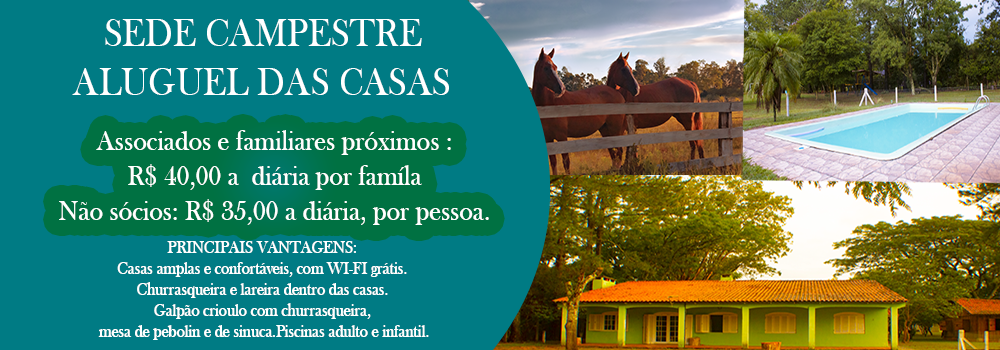 SEDE CAMPESTRE
ALUGUEL DAS CASAS
Associados e familiares próximos :
R$ 40,00 a diária por famíla
Não sócios: R$ 35,00 a diária, por pessoa.
PRINCIPAIS VANTAGENS:
Casas amplas e confortáveis, com WI-FI grátis.
Churrasqueira e lareira dentro das casas.
Galpão crioulo com churrasqueira,
mesa de pebolin e de sinuca.Piscinas adulto e infantil.